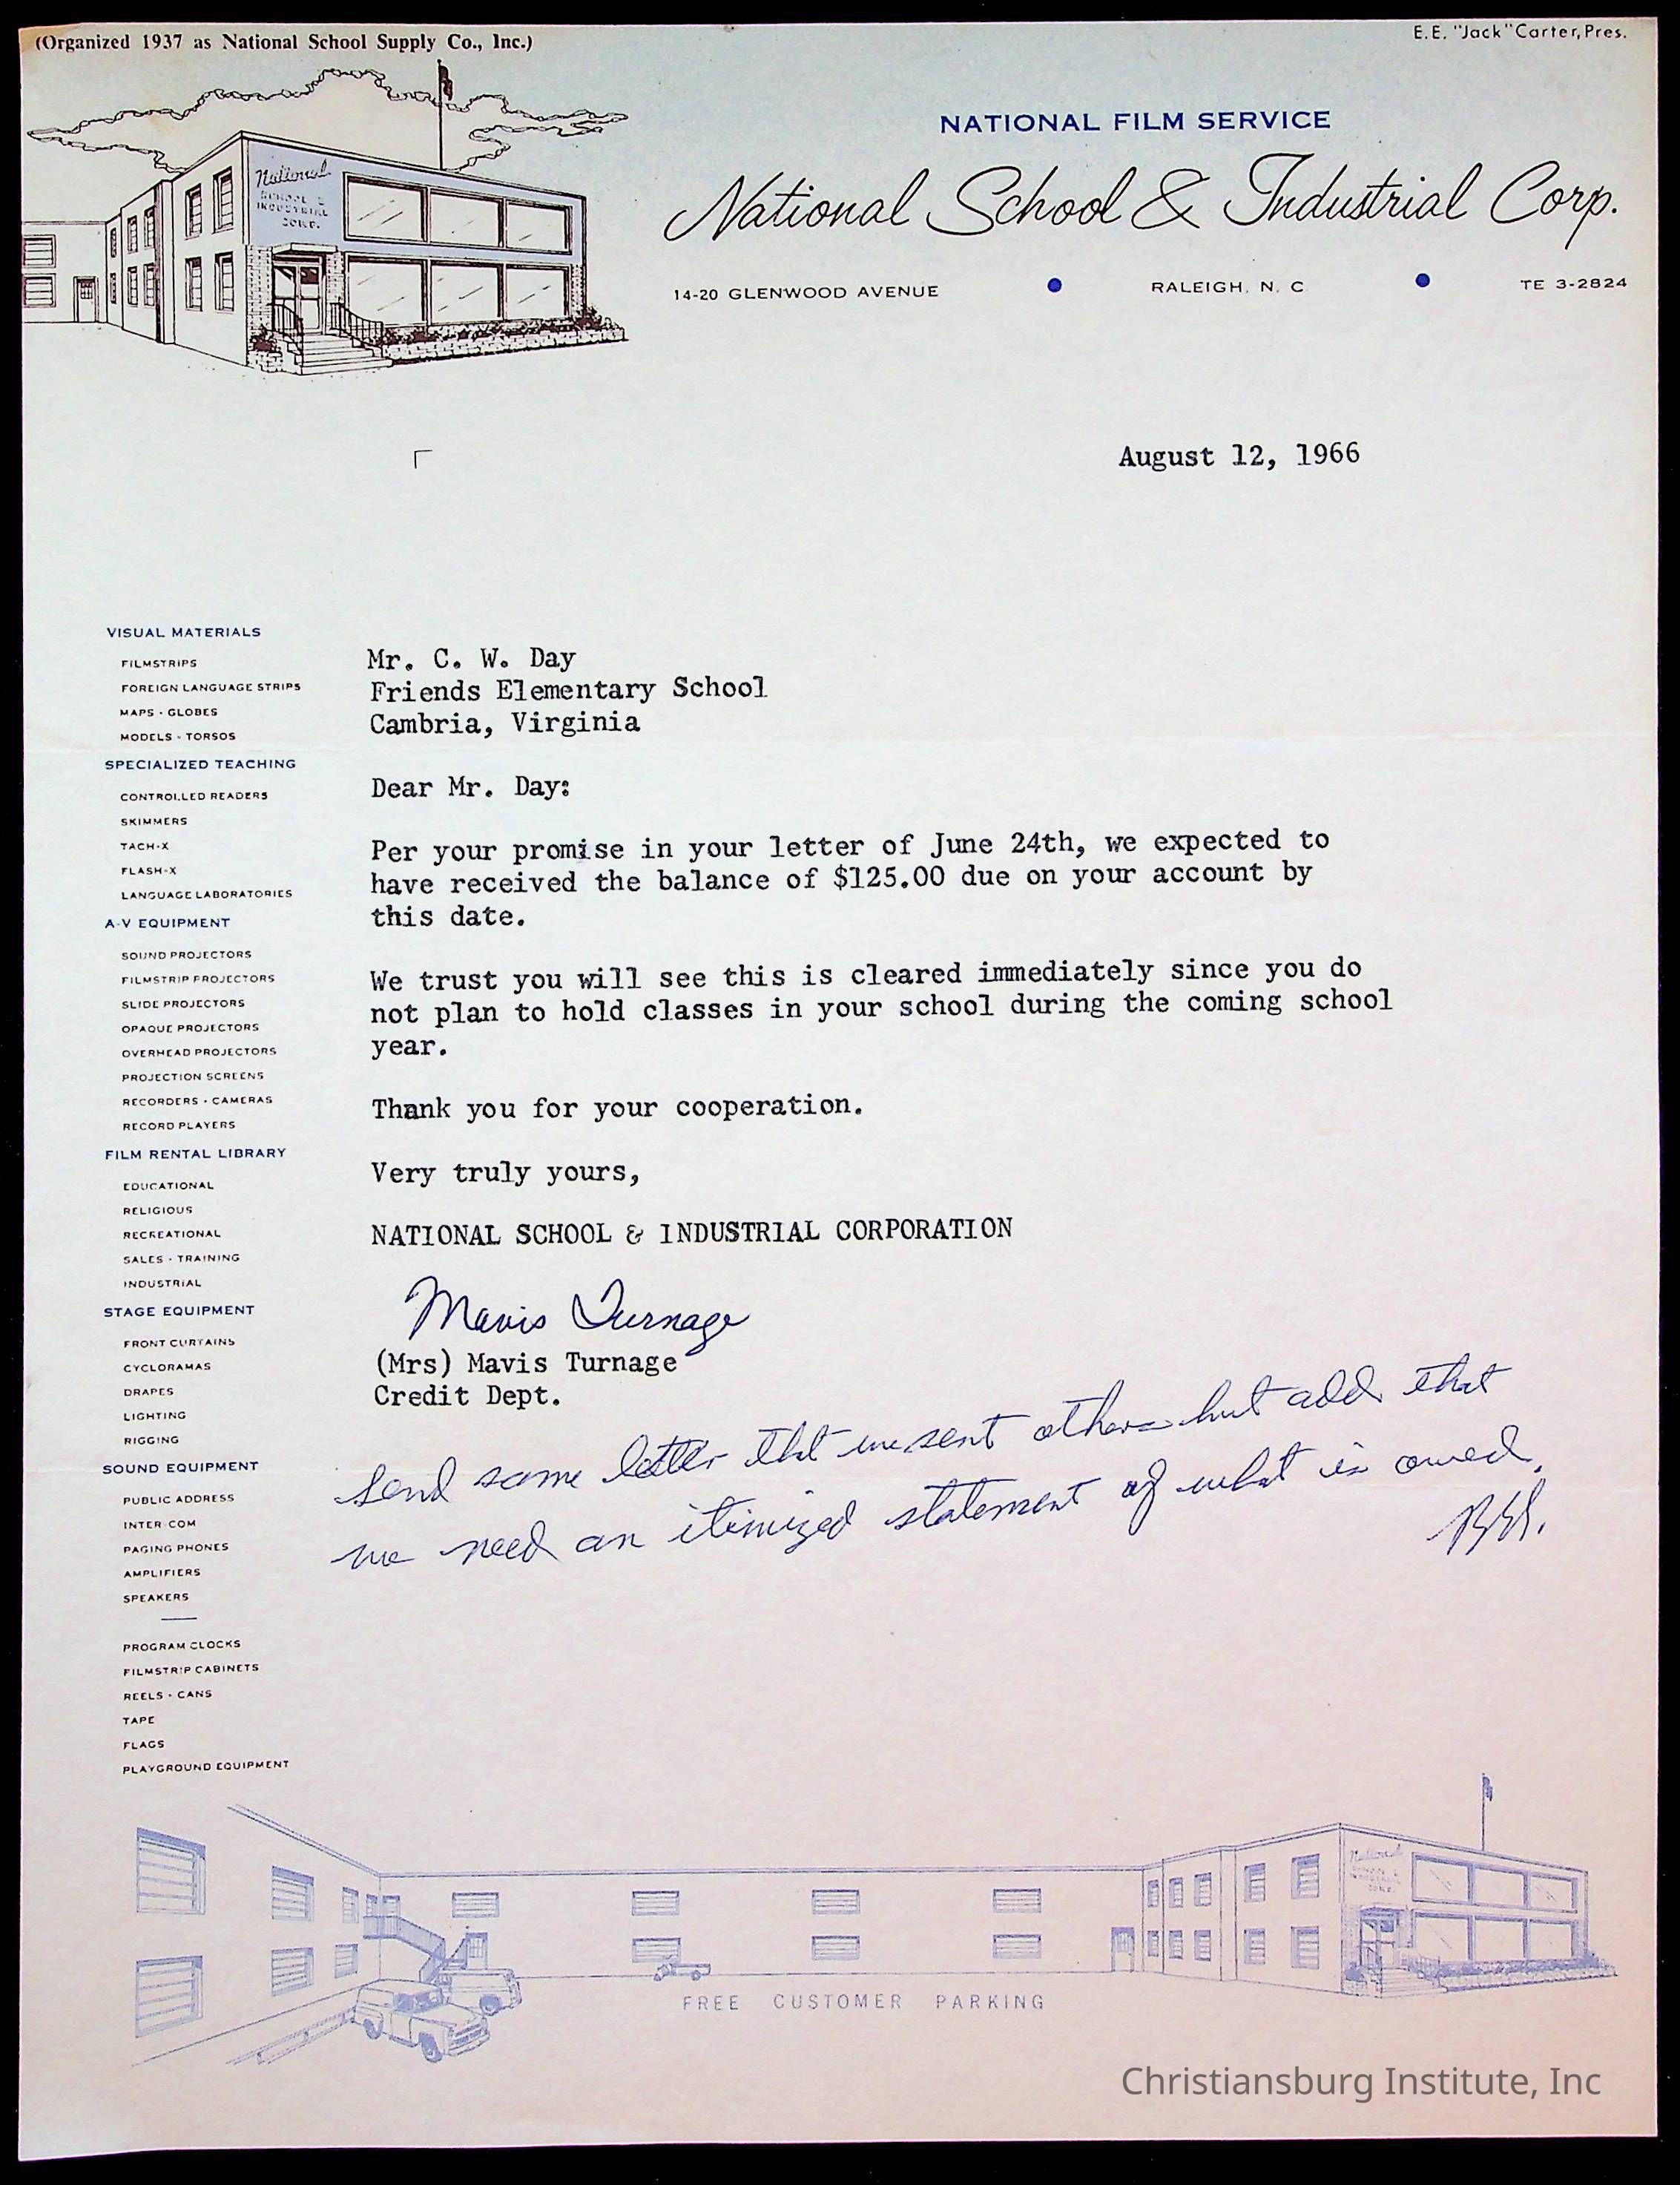 (Organized 1937 as National School Supply Co., Inc.)
E.E. "Jack" Carter, Pres.
National
SCHOOL &
INDUSTRIAL
CORP.
NATIONAL FILM SERVICE
National School & Industrial Corp.
14-20 GLENWOOD AVENUE • RALEIGH, N. C. • TE 3-2824
August 12, 1966
VISUAL MATERIALS
FILMSTRIPS
FOREIGN LANGUAGE STRIPS
MAPS - GLOBES
MODELS - TORSOS
SPECIALIZED TEACHING
CONTROLLED READERS
SKIMMERS
TACH-X
FLASH-X
LANGUAGE LABORATORIES
A-V EQUIPMENT
SOUND PROJECTORS
FILMSTRIP PROJECTORS
SLIDE PROJECTORS
OPAQUE PROJECTORS
OVERHEAD PROJECTORS
PROJECTION SCREENS
RECORDERS - CAMERAS
RECORD PLAYERS
FILM RENTAL LIBRARY
EDUCATIONAL
RELIGIOUS
RECREATIONAL
SALES - TRAINING
INDUSTRIAL
STAGE EQUIPMENT
FRONT CURTAINS
CYCLORAMAS
DRAPES
LIGHTING
RIGGING
SOUND EQUIPMENT
PUBLIC ADDRESS
INTER-COM
PAGING PHONES
AMPLIFIERS
SPEAKERS
PROGRAM CLOCKS
FILMSTRIP CABINETS
REELS - CANS
TAPE
FLAGS
PLAYGROUND EQUIPMENT
Mr. C. W. Day
Friends Elementary School
Cambria, Virginia
Dear Mr. Day:
Per your promise in your letter of June 24th, we expected to
have received the balance of $125.00 due on your account by
this date.
We trust you will see this is cleared immediately since you do
not plan to hold classes in your school during the coming school
year.
Thank you for your cooperation.
Very truly yours,
NATIONAL SCHOOL & INDUSTRIAL CORPORATION
Mavis Turnage
(Mrs) Mavis Turnage
Credit Dept.
Send same letter that we sent others but add that
we need an itimized statement of what is owed.
National
FREE CUSTOMER PARKING
Christiansburg Institute, Inc